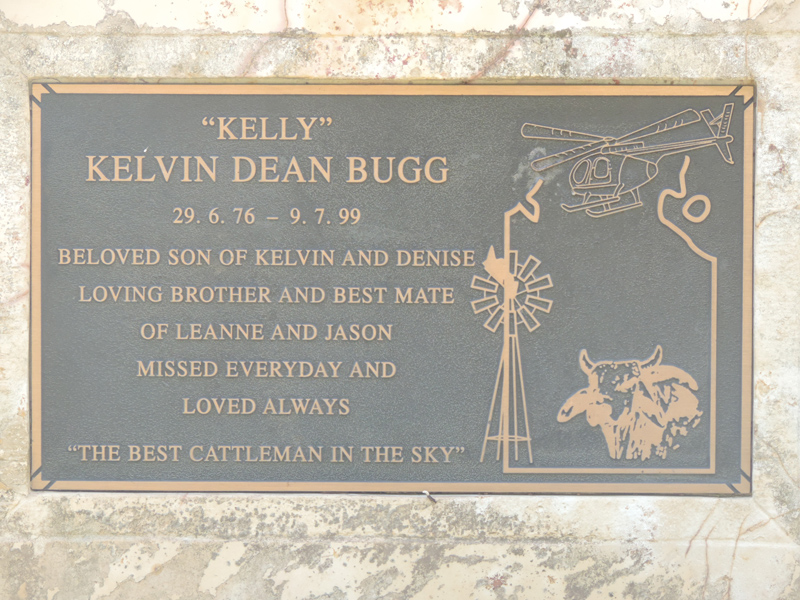 “KELLY”
KELVIN DEAN BUGG
29. 6. 76 – 9. 7. 99
BELOVED SON OF KELVIN AND DENISE
LOVING BROTHER AND BEST MATE
OF LEANNE AND JASON
MISSED EVERYDAY AND
LOVED ALWAYS
“THE BEST CATTLEMAN IN THE SKY”